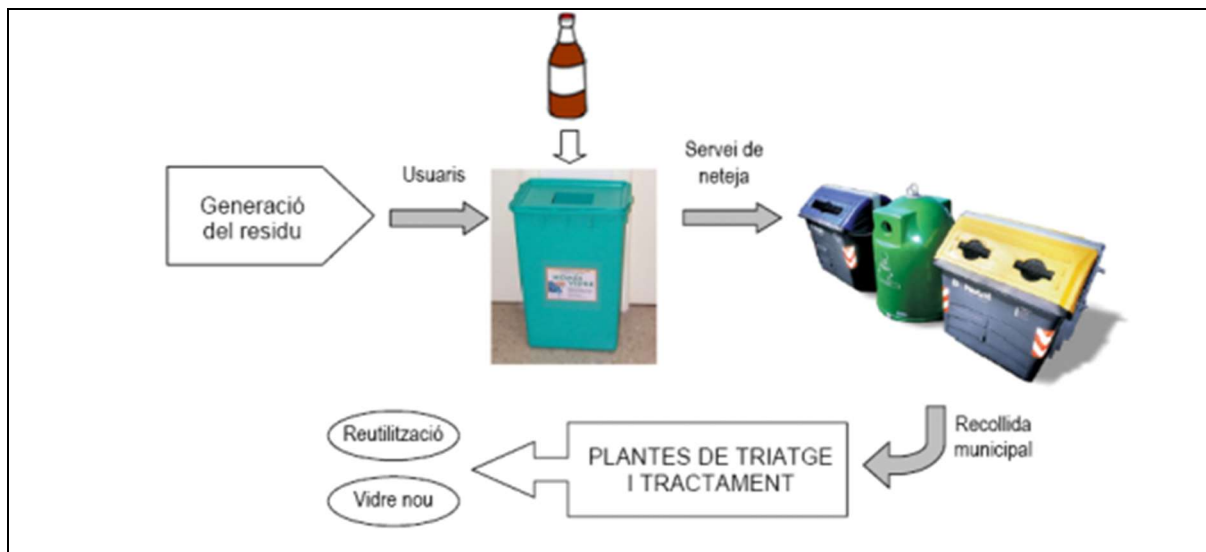 Generació
del residu
Usuaris
Servei de
neteja
Recollida
municipal
PLANTES DE TRIATGE
I TRACTAMENT
Reutilització
Vidre nou